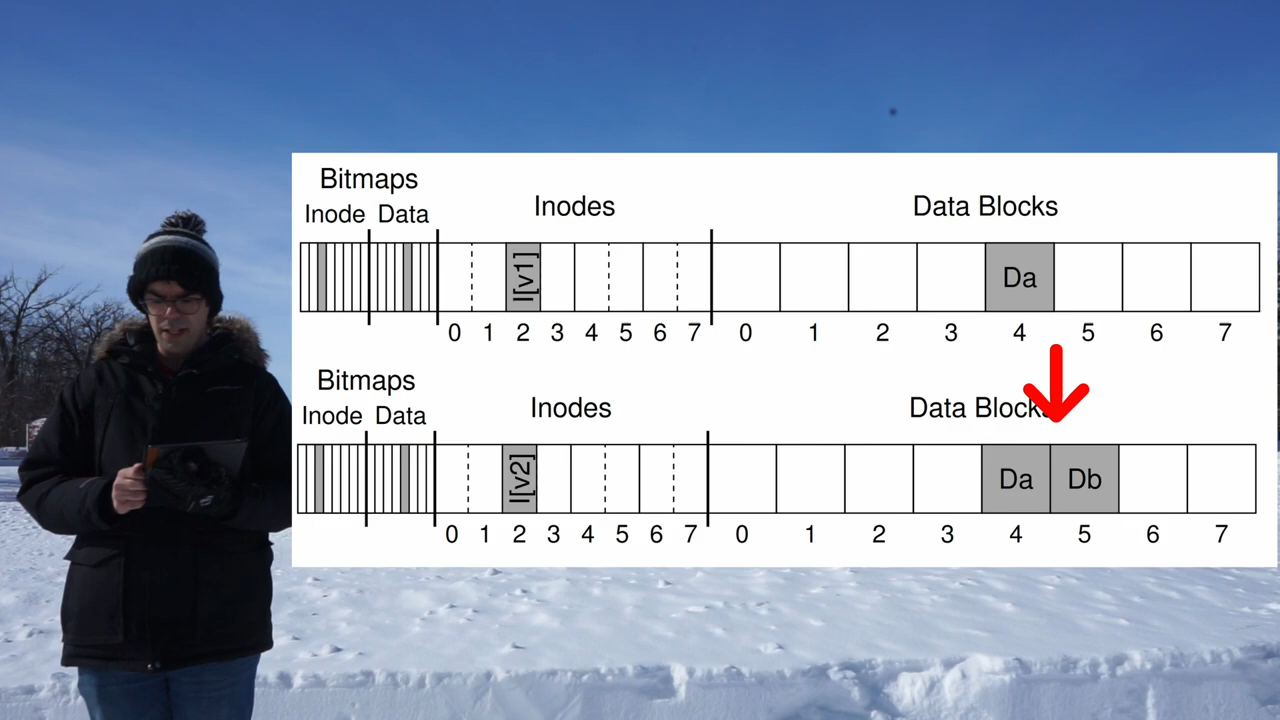 Bitmaps
Inode Data Inodes Data Blocks
I[v1] Da
0 1 2 3 4 5 6 7 0 1 2 3 4 5 6 7
Bitmaps
Inode Data Inodes Data Blocks
I[v2] Da Db
0 1 2 3 4 5 6 7 0 1 2 3 4 5 6 7